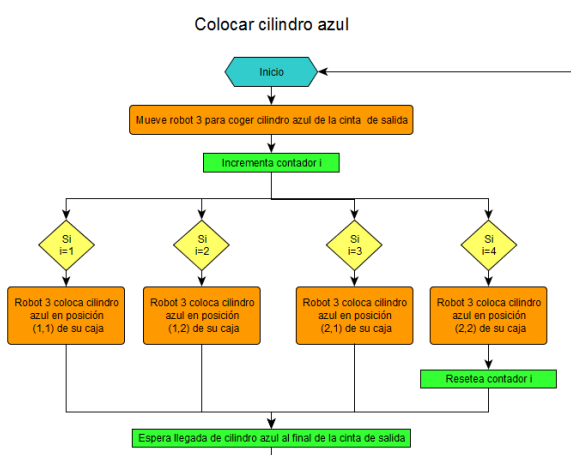 Colocar cilindro azul
Inicio
Mueve robot 3 para coger cilindro azul de la cinta de salida
Incrementa contador i
Si
i=1
Si
i=2
Si
i=3
Si
i=4
Robot 3 coloca cilindro
azul en posición
(1,1) de su caja
Robot 3 coloca cilindro
azul en posición
(1,2) de su caja
Robot 3 coloca cilindro
azul en posición
(2,1) de su caja
Robot 3 coloca cilindro
azul en posición
(2,2) de su caja
Resetea contador i
Espera llegada de cilindro azul al final de la cinta de salida